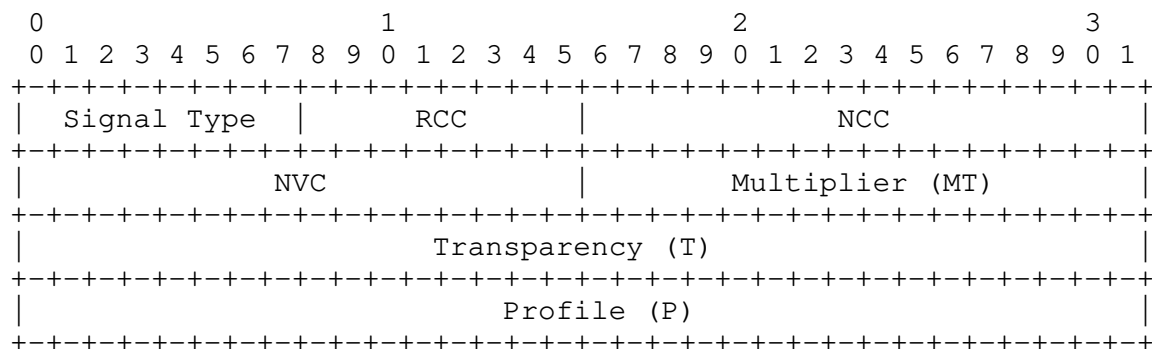 0                   1                   2                   3
 0 1 2 3 4 5 6 7 8 9 0 1 2 3 4 5 6 7 8 9 0 1 2 3 4 5 6 7 8 9 0 1
+-+-+-+-+-+-+-+-+-+-+-+-+-+-+-+-+-+-+-+-+-+-+-+-+-+-+-+-+-+-+-+-+
|  Signal Type  |      RCC      |              NCC              |
+-+-+-+-+-+-+-+-+-+-+-+-+-+-+-+-+-+-+-+-+-+-+-+-+-+-+-+-+-+-+-+-+
|              NVC              |        Multiplier (MT)        |
+-+-+-+-+-+-+-+-+-+-+-+-+-+-+-+-+-+-+-+-+-+-+-+-+-+-+-+-+-+-+-+-+
|                       Transparency (T)                        |
+-+-+-+-+-+-+-+-+-+-+-+-+-+-+-+-+-+-+-+-+-+-+-+-+-+-+-+-+-+-+-+-+
|                           Profile (P)                         |
+-+-+-+-+-+-+-+-+-+-+-+-+-+-+-+-+-+-+-+-+-+-+-+-+-+-+-+-+-+-+-+-+